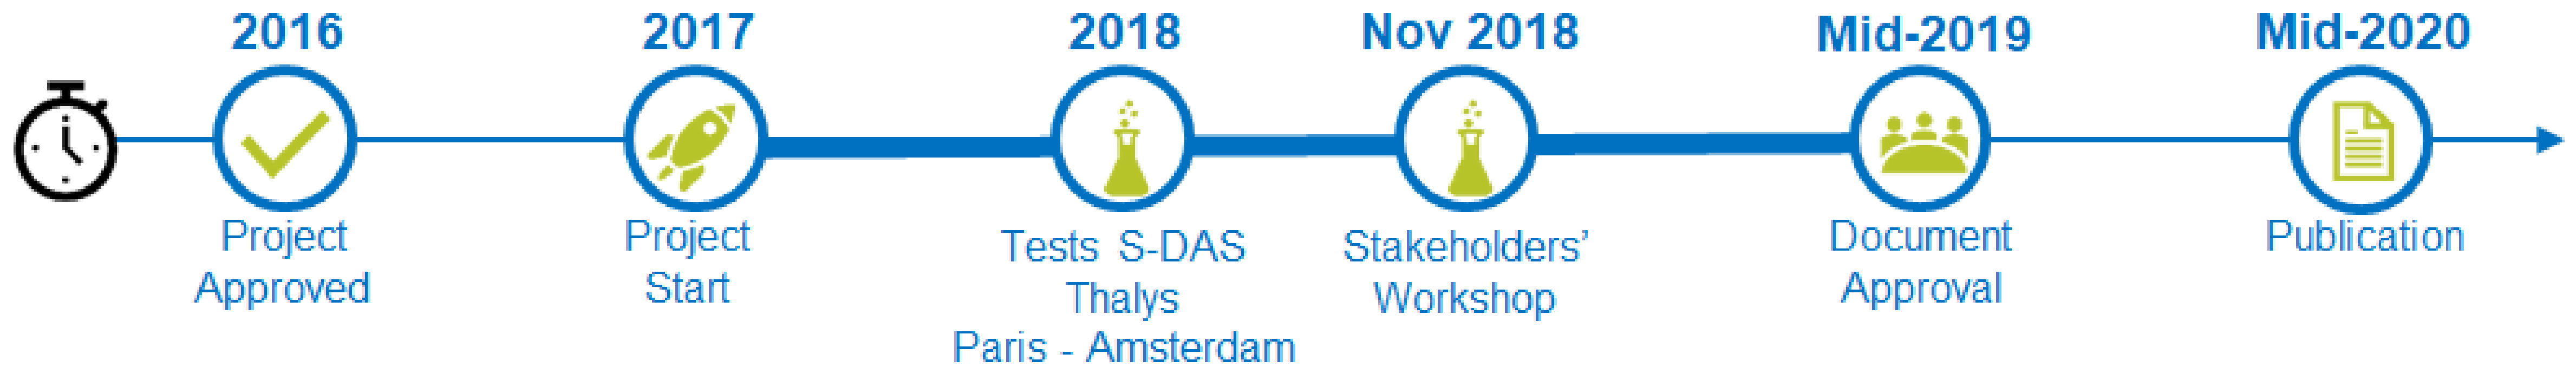 2016
Project
Approved
2017
Project
Start
2018
Tests S-DAS
Thalys
Paris - Amsterdam
Nov 2018
Stakeholders’
Workshop
Mid-2019
Document
Approval
Mid-2020
Publication